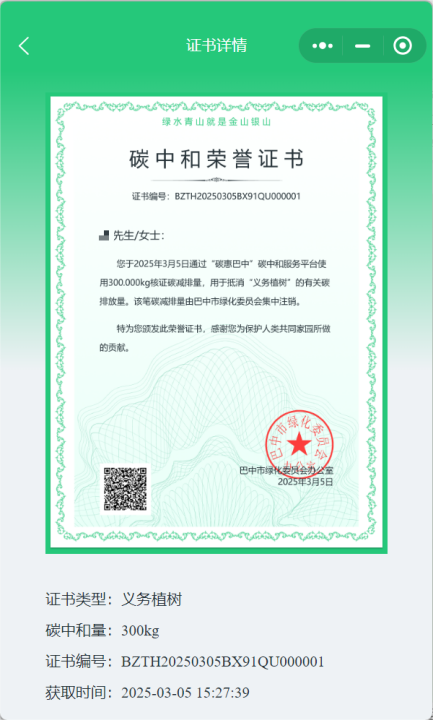 证书详情
绿水青山就是金山银山
碳中和荣誉证书
证书编号：BZTH20250305BX91QU000001
先生/女士：
您于2025年3月5日通过“碳惠巴中”碳中和服务平台使
用300.000kg核证碳减排量，用于抵消“义务植树”的有关碳
排放量。该笔碳减排量由巴中市绿化委员会集中注销。
特为您颁发此荣誉证书，感谢您为保护人类共同家园所做
的贡献。
巴中市绿化委员会
办公室
巴中市绿化委员会办公室
2025年3月5日
证书类型：义务植树
碳中和量：300kg
证书编号：BZTH20250305BX91QU000001
获取时间：2025-03-05 15:27:39